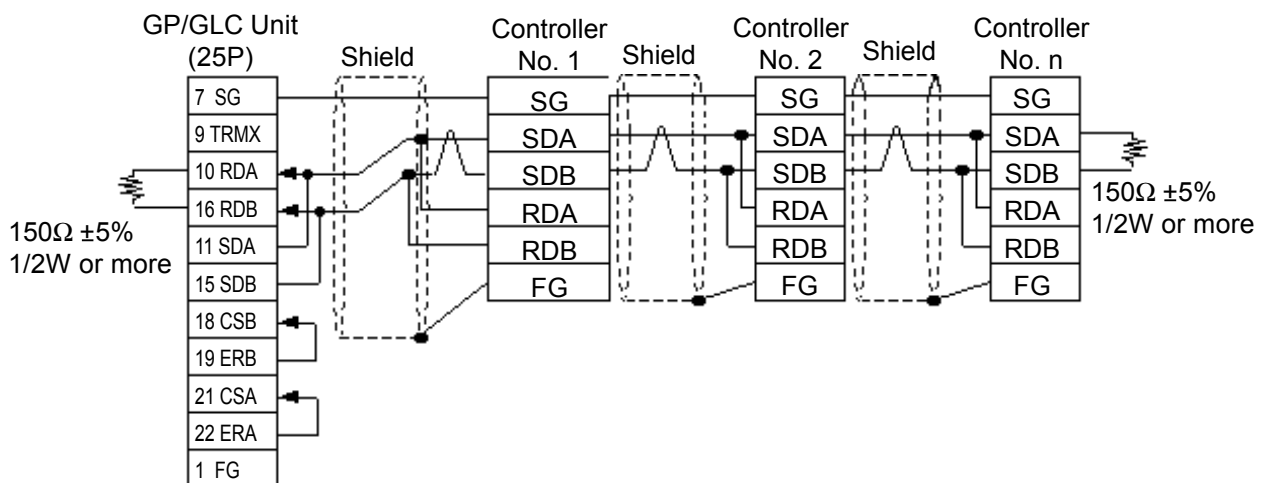 GP/GLC Unit
(25P)
Shield
Controller
No. 1
Shield
Controller
No. 2
Shield
Controller
No. n
7 SG
9 TRMX
10 RDA
16 RDB
11 SDA
15 SDB
18 CSB
19 ERB
21 CSA
22 ERA
1 FG
150Ω ±5%
1/2W or more
SG
SDA
SDB
RDA
RDB
FG
SG
SDA
SDB
RDA
RDB
FG
SG
SDA
SDB
RDA
RDB
FG
150Ω ±5%
1/2W or more